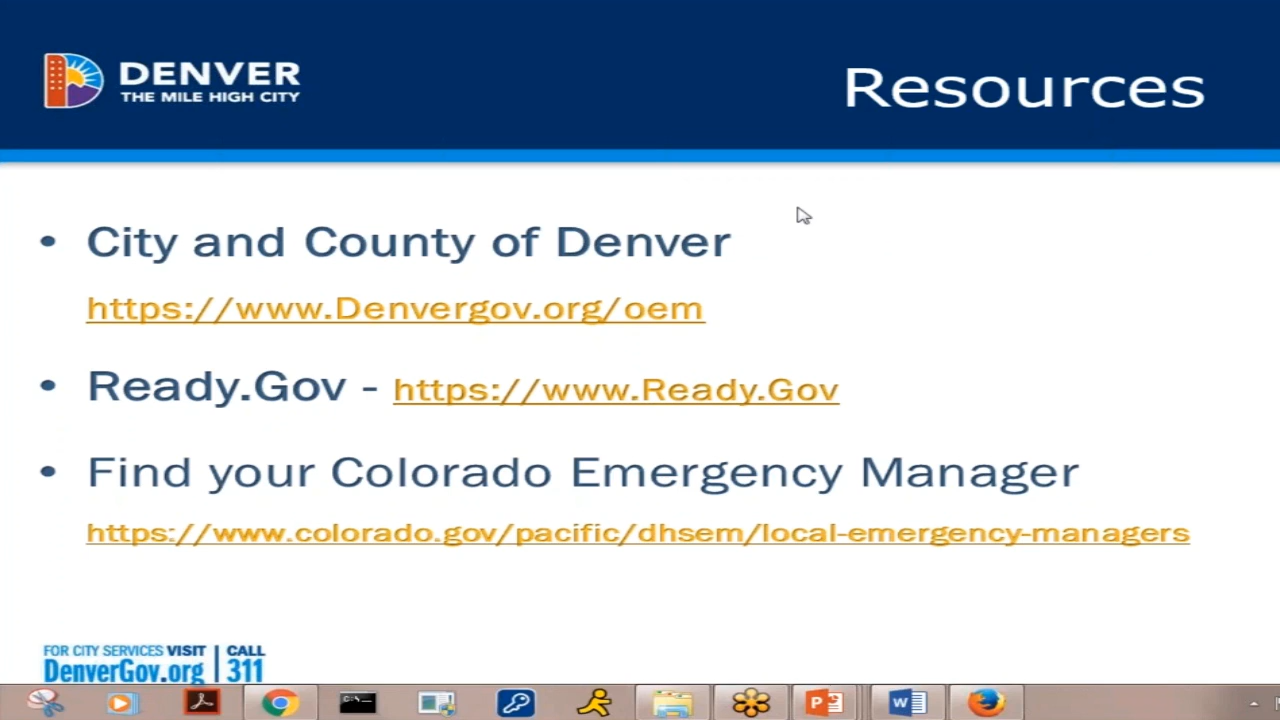 DENVER
THE MILE HIGH CITY
Resources
• City and County of Denver
https://www.Denvergov.org/oem
• Ready.Gov - https://www.Ready.Gov
• Find your Colorado Emergency Manager
https://www.colorado.gov/pacific/dhsem/local-emergency-managers
FOR CITY SERVICES VISIT | CALL
DenverGov.org | 311